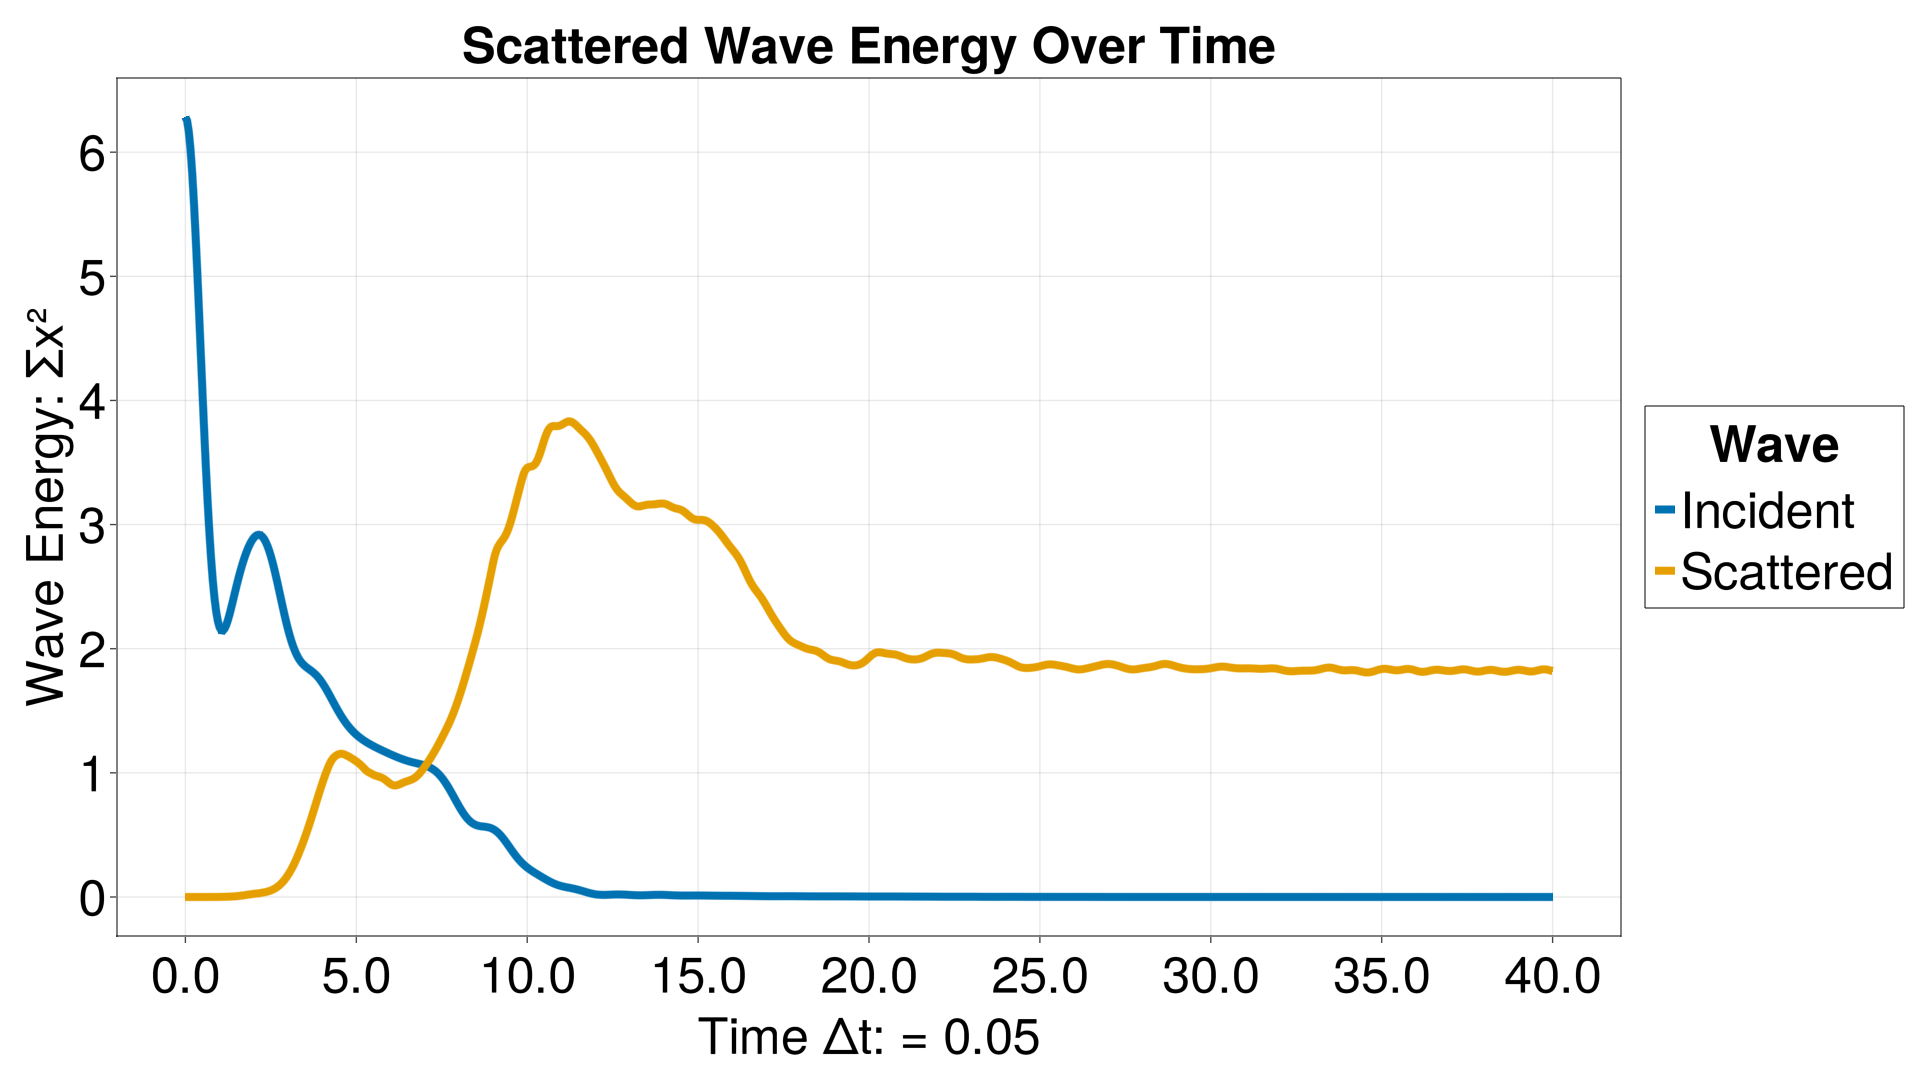 Scattered Wave Energy Over Time
Wave Energy: Σx²
6
5
4
3
2
1
0
0.0 5.0 10.0 15.0 20.0 25.0 30.0 35.0 40.0
Time Δt: = 0.05
Wave
Incident
Scattered